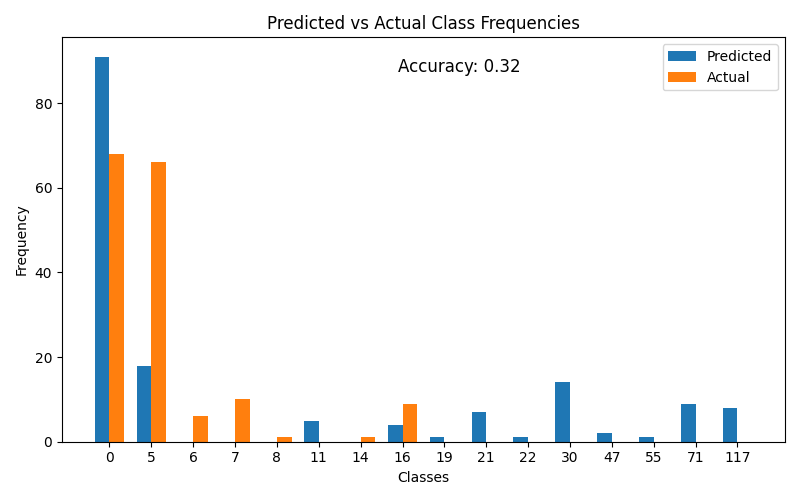 Predicted vs Actual Class Frequencies
Accuracy: 0.32
Predicted
Actual
Frequency
80
60
40
20
0
0 5 6 7 8 11 14 16 19 21 22 30 47 55 71 117
Classes